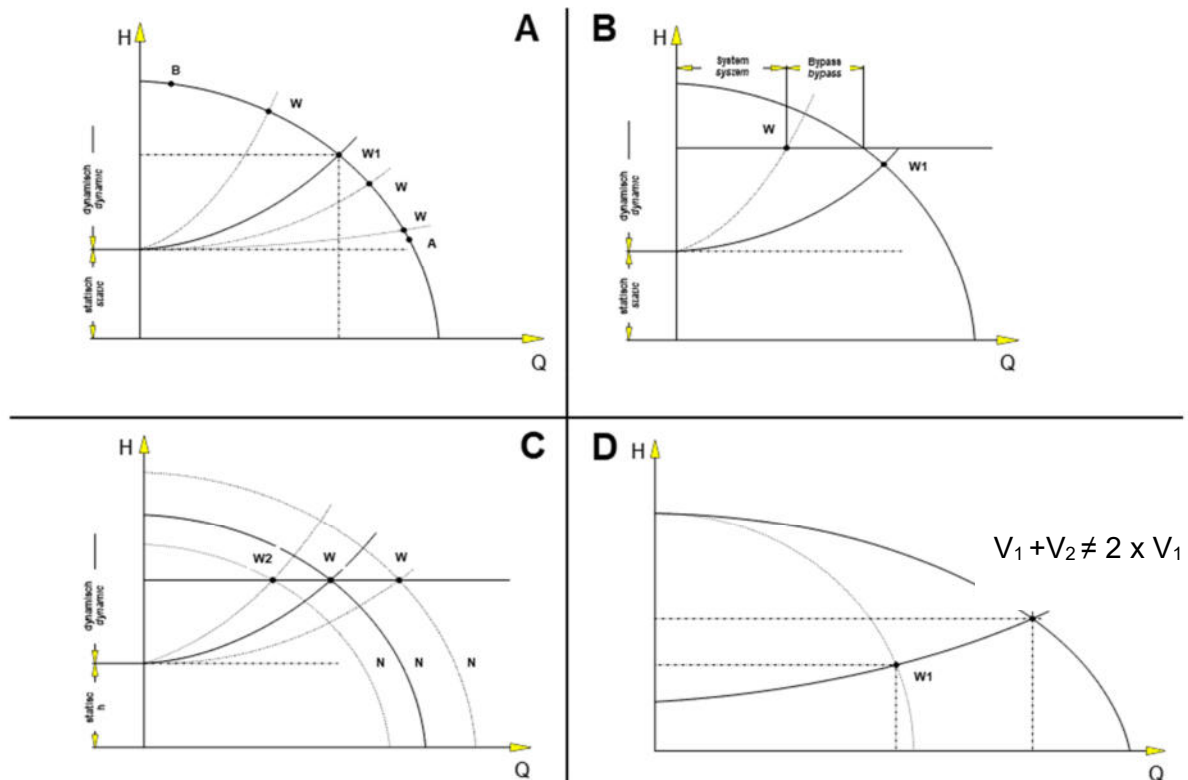 A
H
B
W
W1
W
W
A
dynamisch
dynamic
statisch
static
Q
B
H
System
system
Bypass
bypass
W
W1
dynamisch
dynamic
statisch
static
Q
C
H
W2
W
W
N
N
N
dynamisch
dynamic
statisc
h
Q
D
H
V₁ +V₂ ≠ 2 x V₁
W1
Q